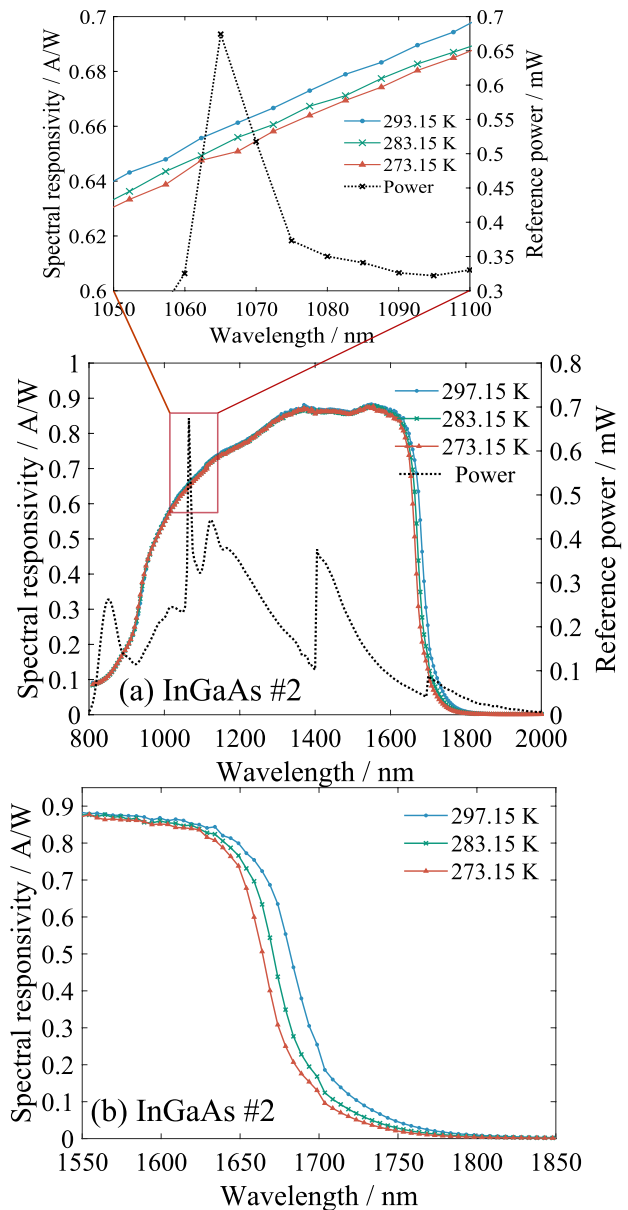 0.7
0.68
0.66
0.64
0.62
0.6
Spectral responsivity / A/W
0.7
0.65
0.6
0.55
0.5
0.45
0.4
0.35
0.3
Reference power / mW
293.15 K
283.15 K
273.15 K
Power
1050 1060 1070 1080 1090 1100
Wavelength / nm
1
0.9
0.8
0.7
0.6
0.5
0.4
0.3
0.2
0.1
0
Spectral responsivity / A/W
0.8
0.7
0.6
0.5
0.4
0.3
0.2
0.1
0
Reference power / mW
297.15 K
283.15 K
273.15 K
Power
(a) InGaAs #2
800 1000 1200 1400 1600 1800 2000
Wavelength / nm
0.9
0.8
0.7
0.6
0.5
0.4
0.3
0.2
0.1
0
Spectral responsivity / A/W
297.15 K
283.15 K
273.15 K
(b) InGaAs #2
1550 1600 1650 1700 1750 1800 1850
Wavelength / nm